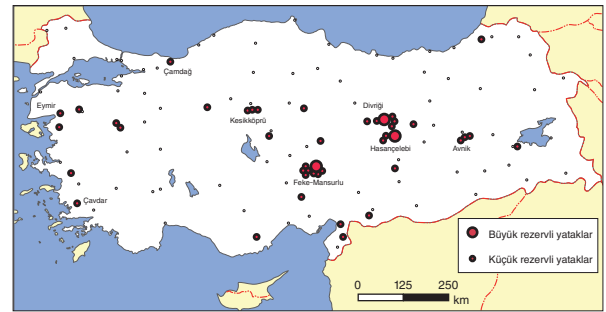 Çamdağ
Eymir
Kesikköprü
Divriği
Hasançelebi
Avnik
Feke-Mansurlu
Çavdar
Büyük rezervli yataklar
Küçük rezervli yataklar
0 125 250
km